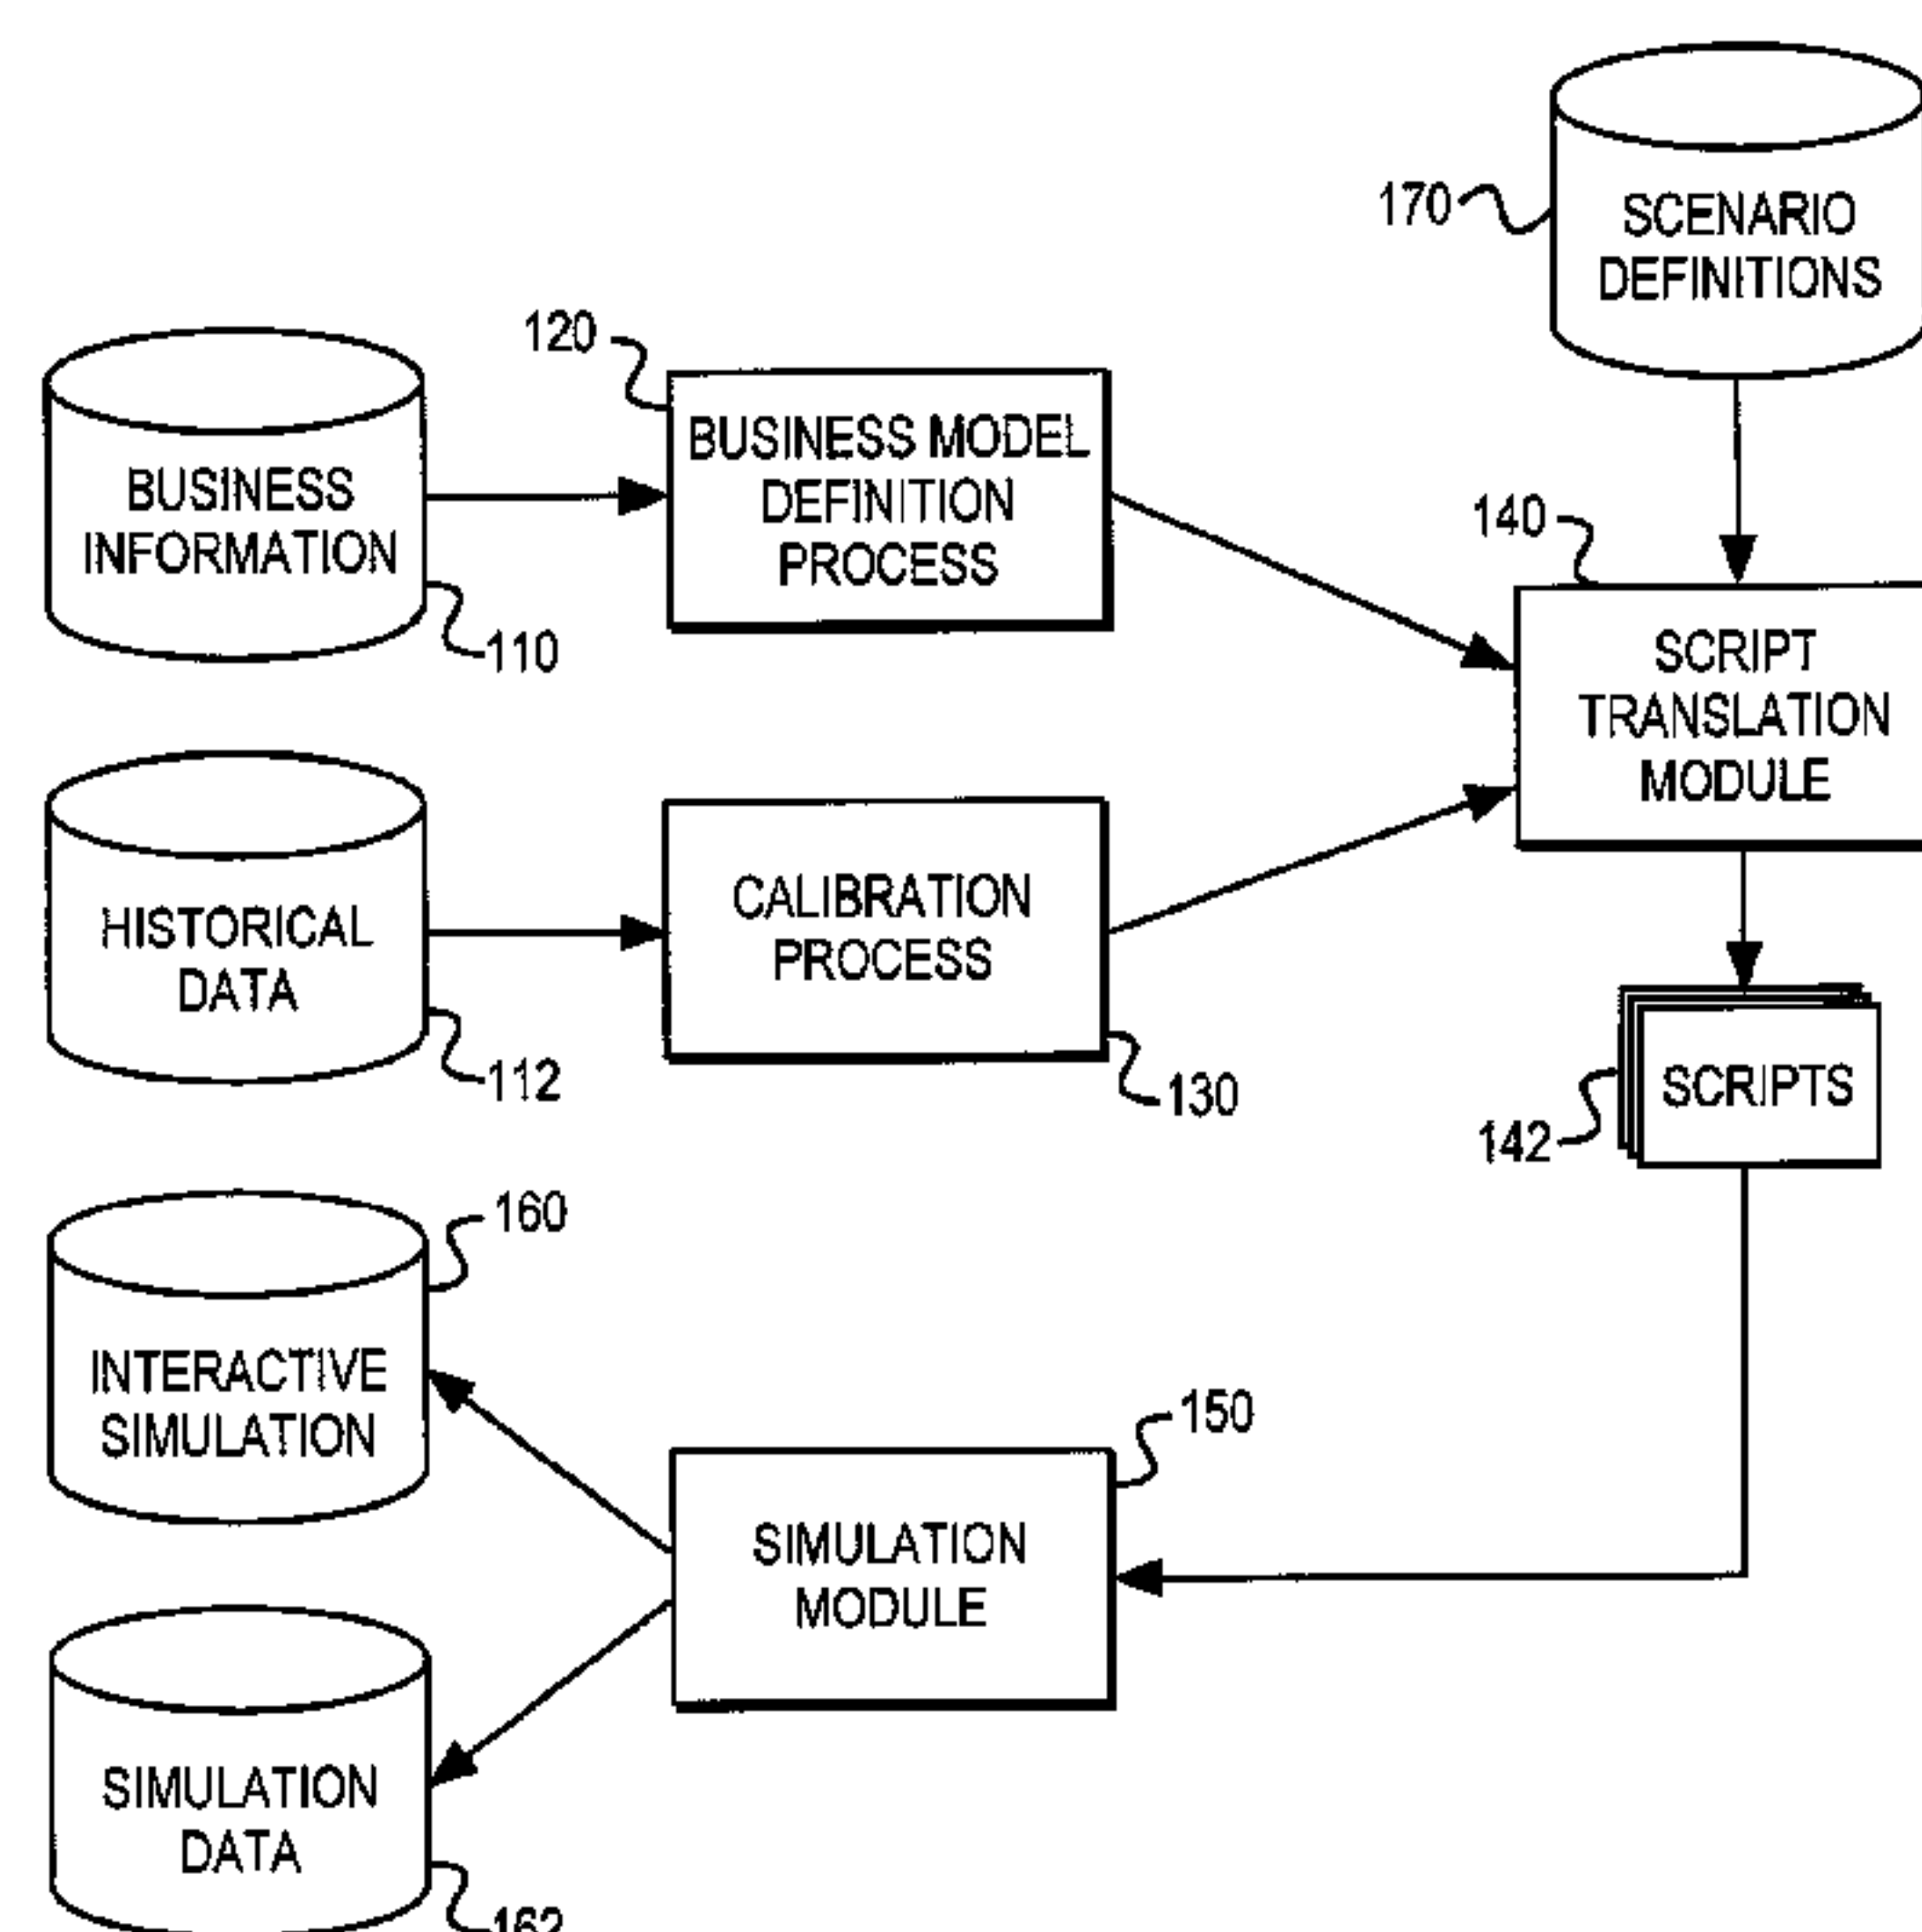 170
SCENARIO
DEFINITIONS
120
BUSINESS
INFORMATION
110
BUSINESS MODEL
DEFINITION
PROCESS
140
SCRIPT
TRANSLATION
MODULE
HISTORICAL
DATA
112
CALIBRATION
PROCESS
130
SCRIPTS
142
160
INTERACTIVE
SIMULATION
150
SIMULATION
MODULE
SIMULATION
DATA
162